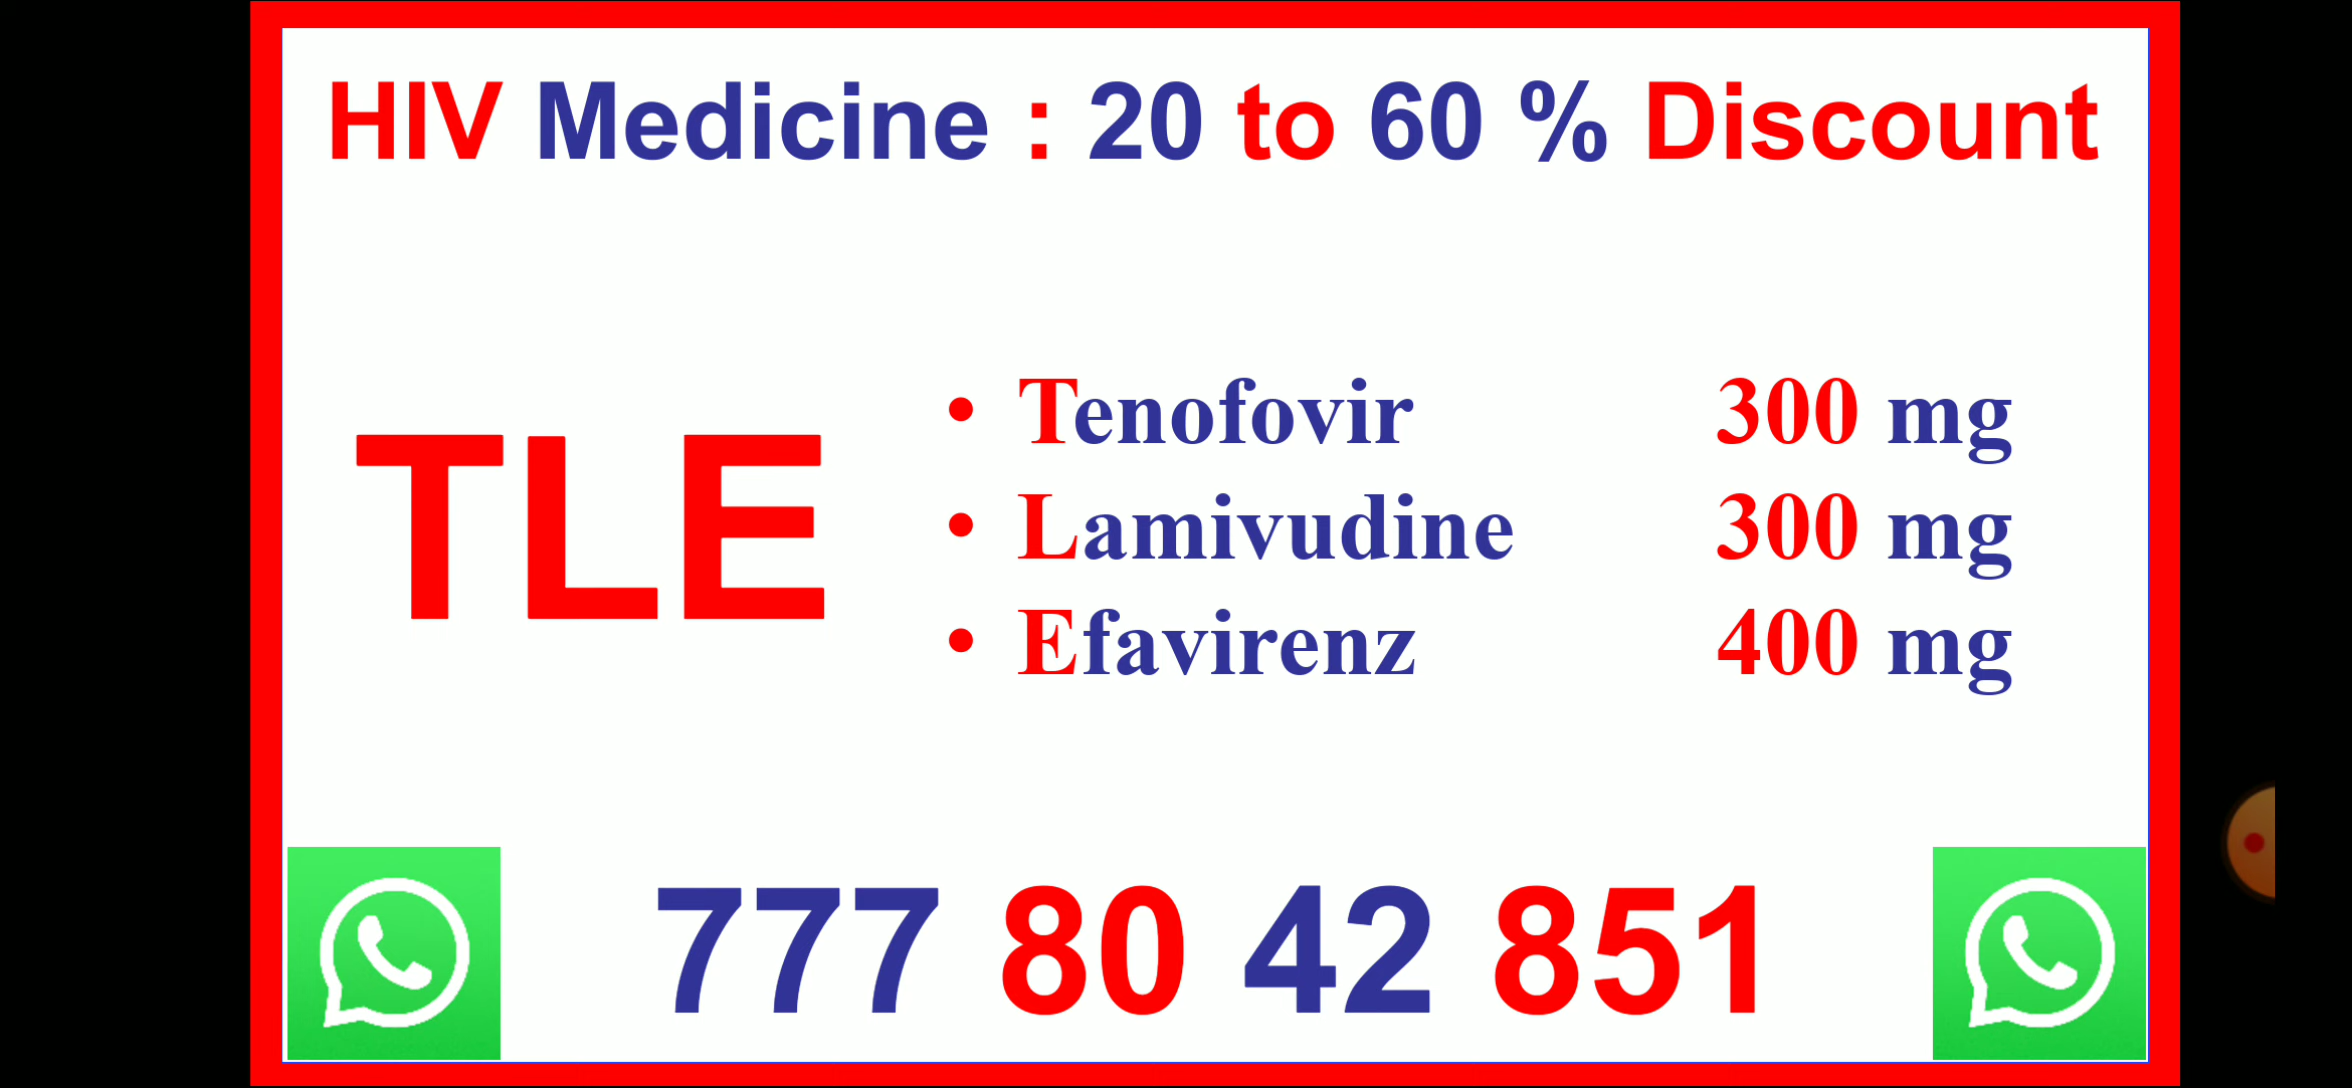 HIV Medicine : 20 to 60 % Discount
TLE
• Tenofovir 300 mg
• Lamivudine 300 mg
• Efavirenz 400 mg
777 80 42 851